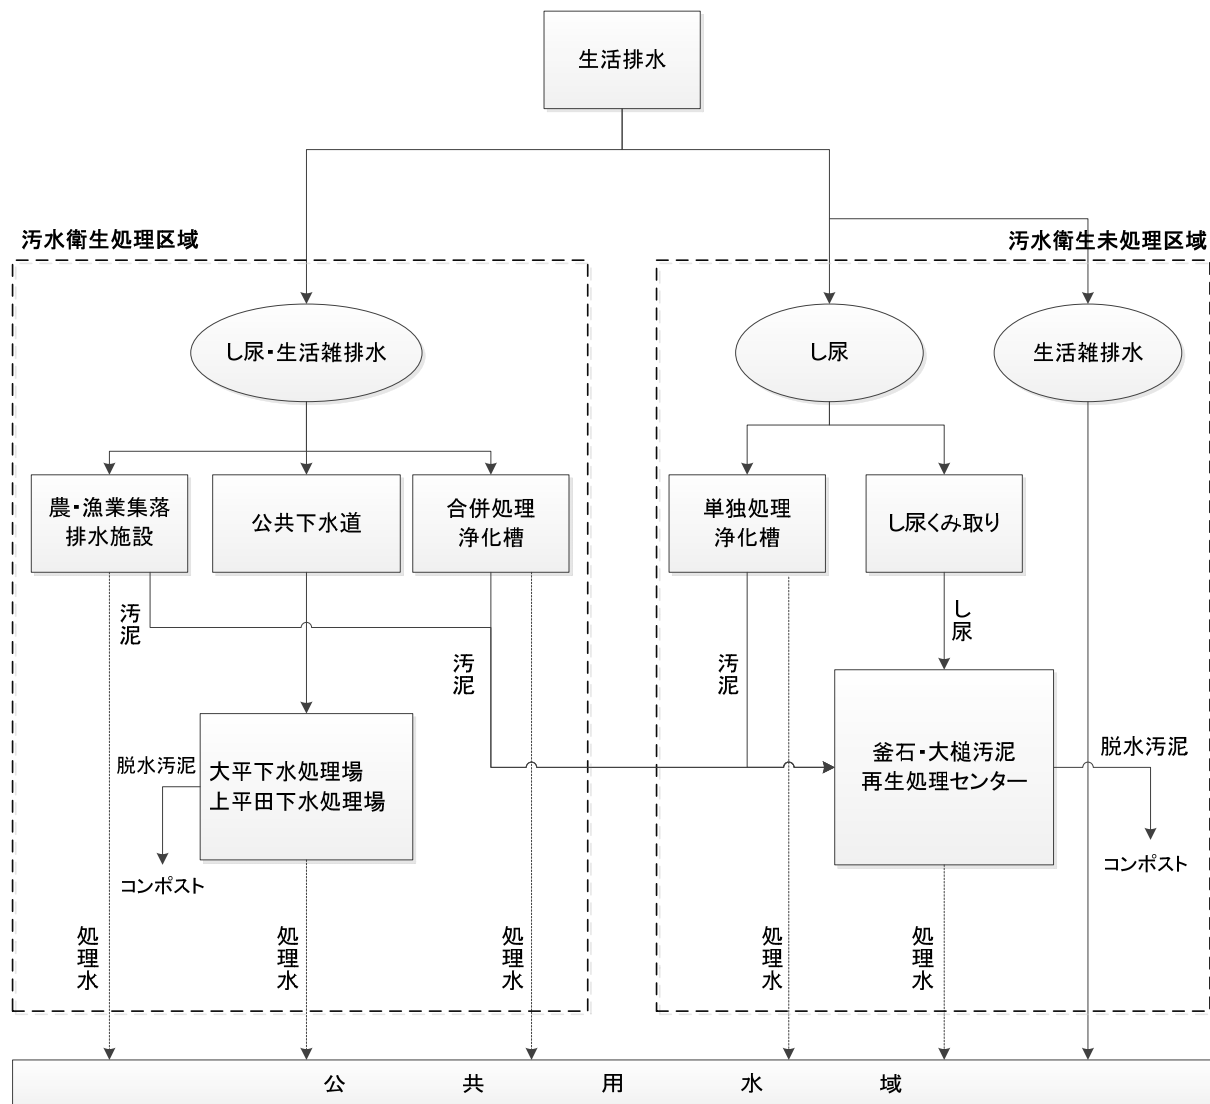 生活排水
汚水衛生処理区域
汚水衛生未処理区域
し尿・生活雑排水
し尿
生活雑排水
農・漁業集落
排水施設
公共下水道
合併処理
浄化槽
単独処理
浄化槽
し尿くみ取り
汚泥
汚泥
汚泥
し尿
大平下水処理場
上平田下水処理場
脱水汚泥
コンポスト
釜石・大槌汚泥
再生処理センター
脱水汚泥
コンポスト
処理水
処理水
処理水
処理水
処理水
公共用水域